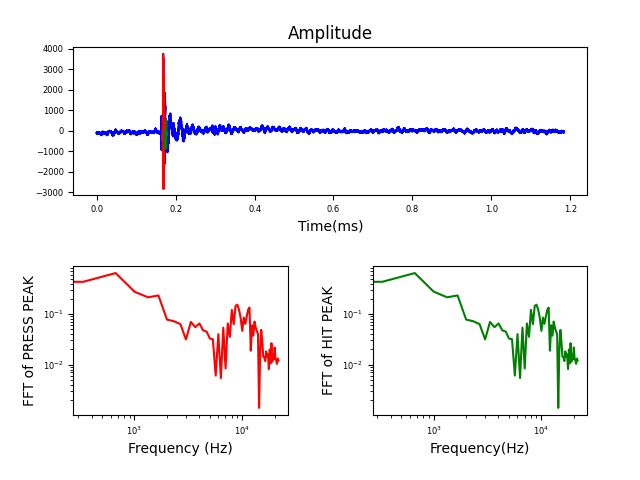 Amplitude
4000
3000
2000
1000
0
−1000
−2000
−3000
0.0 0.2 0.4 0.6 0.8 1.0 1.2
Time(ms)
FFT of PRESS PEAK
10⁻¹
10⁻²
10³ 10⁴
Frequency (Hz)
FFT of HIT PEAK
10⁻¹
10⁻²
10³ 10⁴
Frequency(Hz)